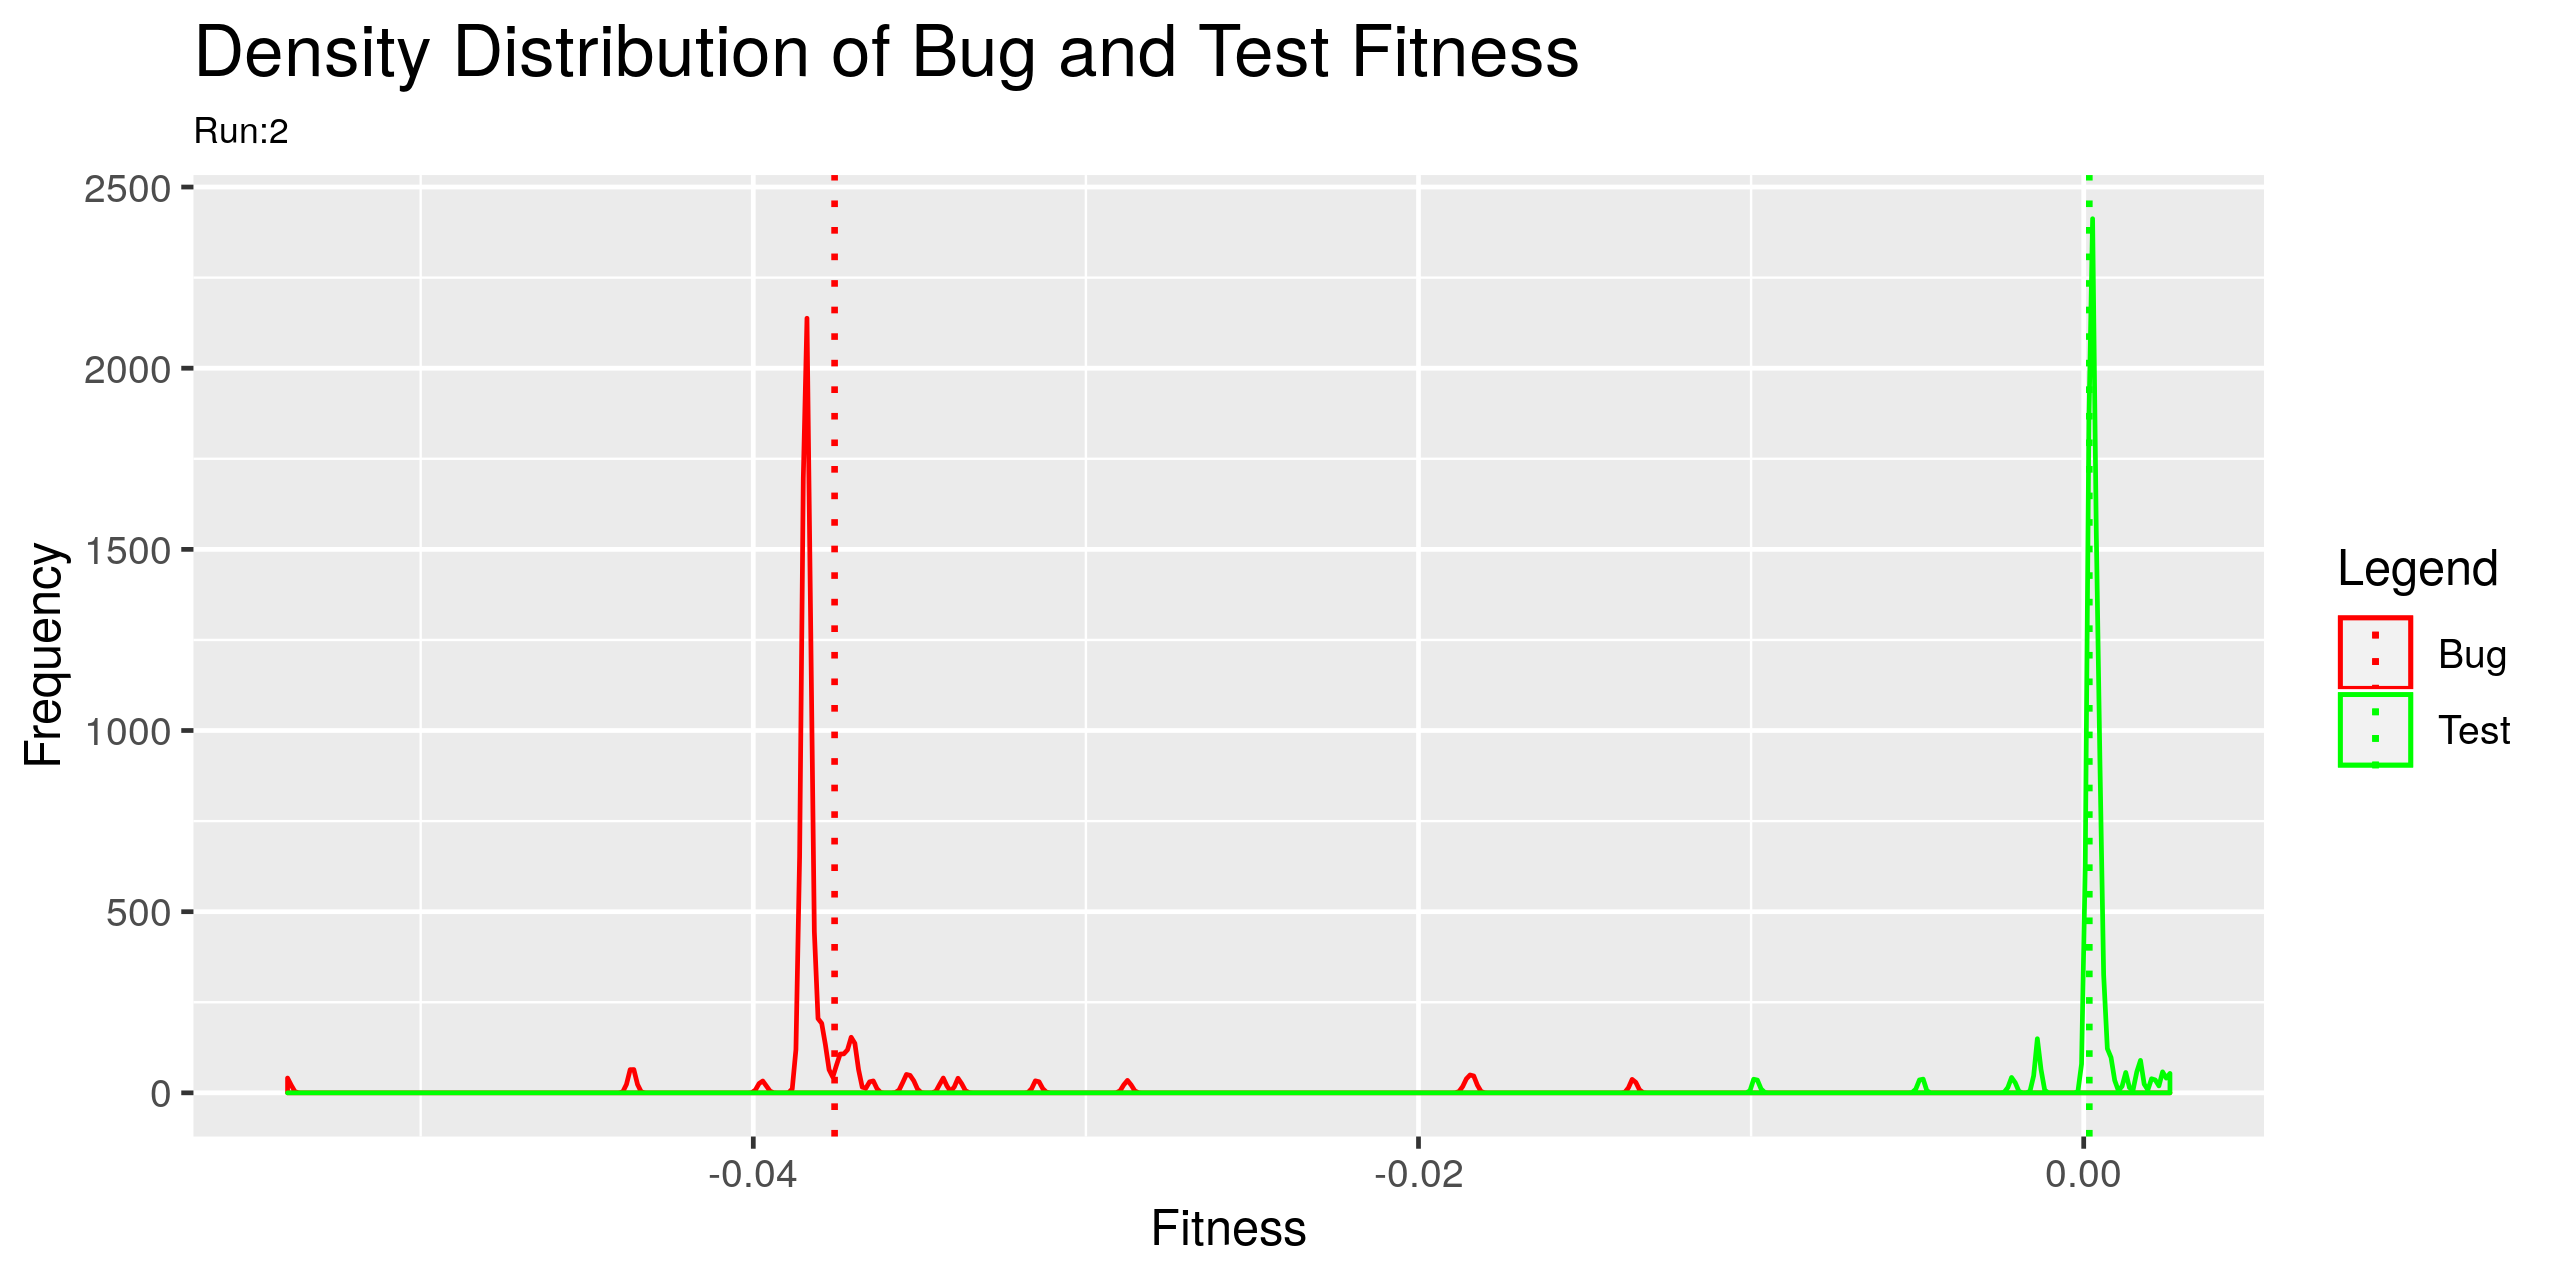 Density Distribution of Bug and Test Fitness
Run:2
2500
2000
1500
1000
500
0
Frequency
-0.04
-0.02
0.00
Fitness
Legend
Bug
Test